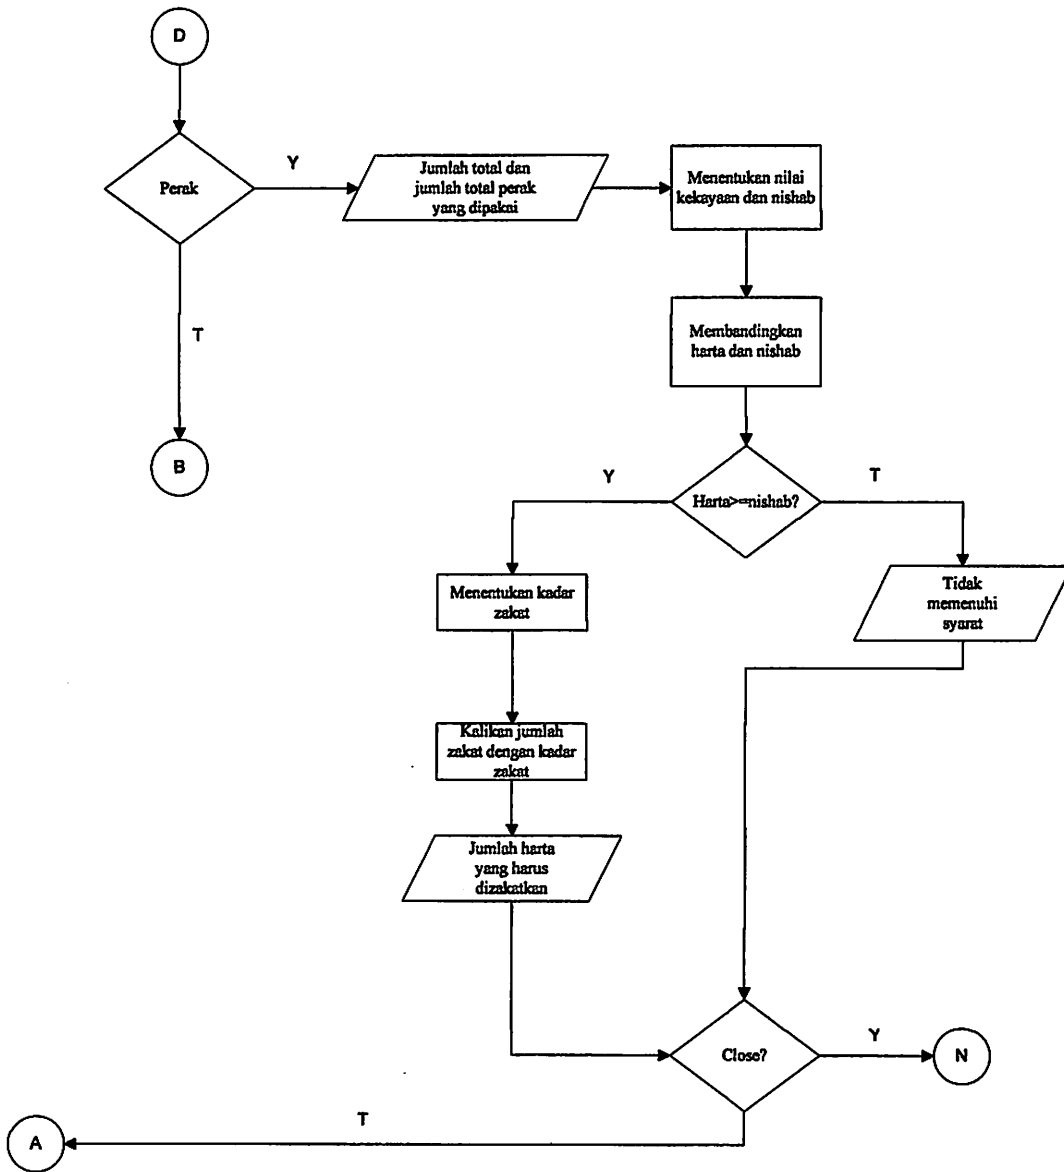 D
Perak
Y
Jumlah total dan
jumlah total perak
yang dipakai
Menentukan nilai
kekayaan dan nishab
T
Membandingkan
harta dan nishab
B
Y
Harta>=nishab?
T
Menentukan kadar
zakat
Tidak
memenuhi
syarat
Kalikan jumlah
zakat dengan kadar
zakat
Jumlah harta
yang harus
dizakatkan
Close?
Y
N
T
A